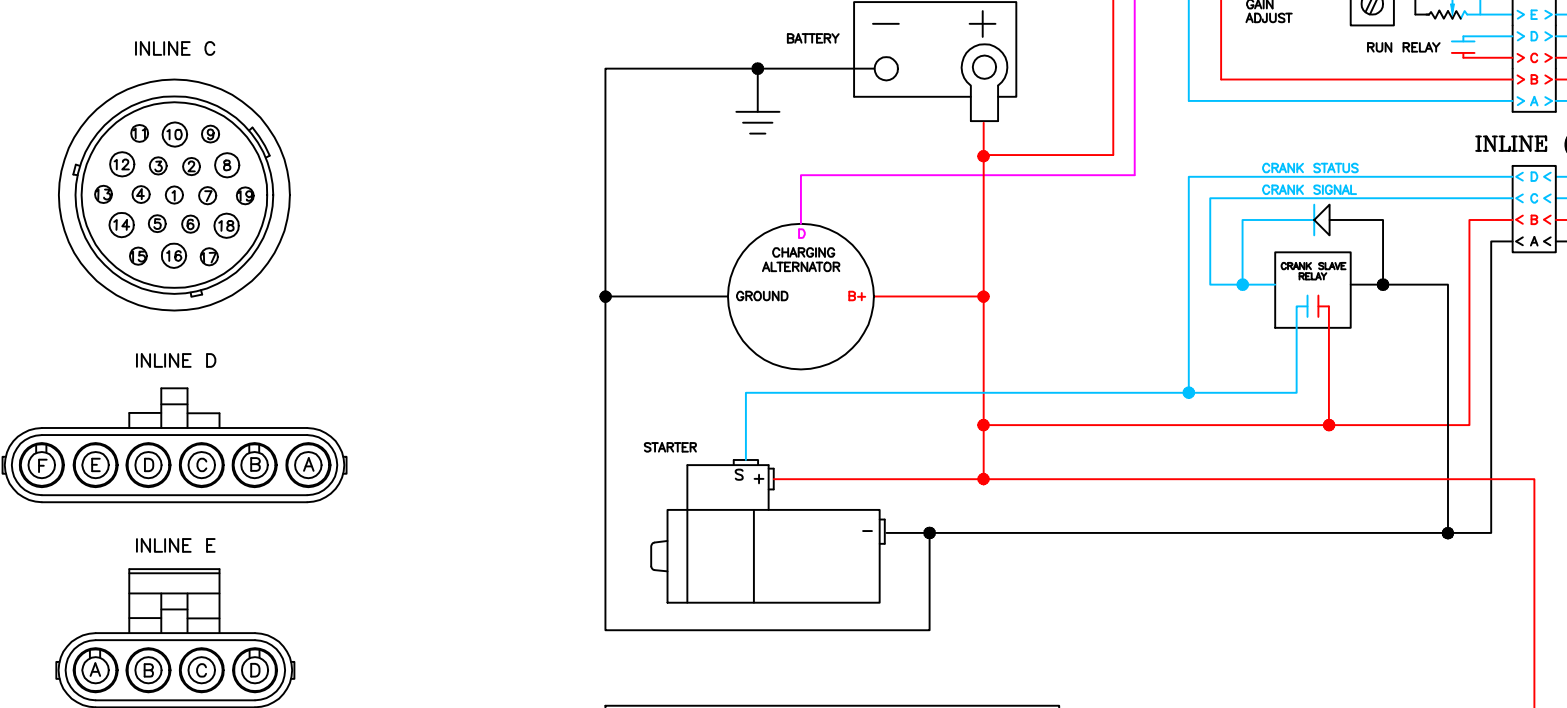 INLINE C
11 10 9
12 3 2 8
13 4 1 7 19
14 5 6 18
15 16 17
INLINE D
F E D C B A
INLINE E
A B C D
BATTERY
− +
D
CHARGING
ALTERNATOR
GROUND B+
STARTER
S +
−
GAIN
ADJUST
RUN RELAY
> E >
> D >
> C >
> B >
> A >
INLINE (
CRANK STATUS
CRANK SIGNAL
< D <
< C <
< B <
< A <
CRANK SLAVE
RELAY